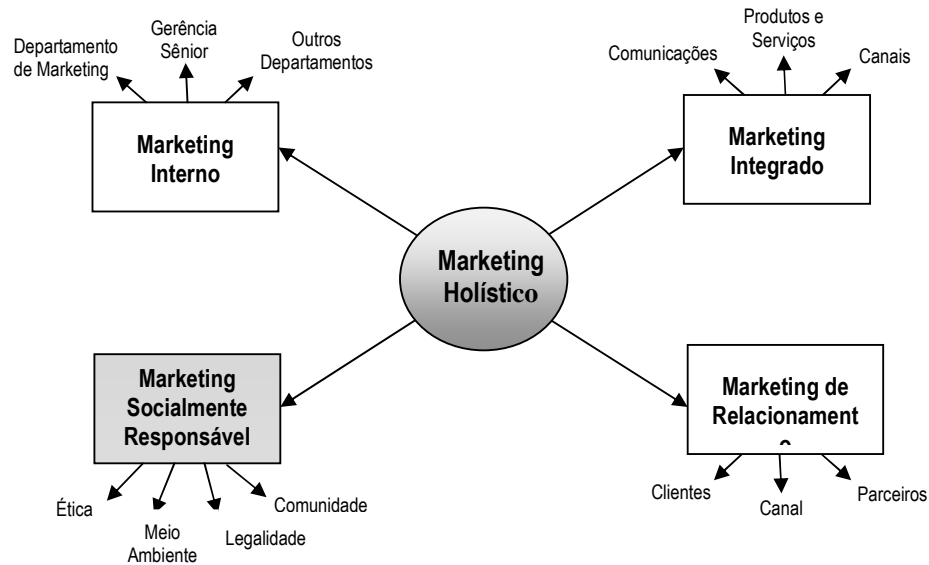 Departamento
de Marketing
Gerência
Sênior
Outros
Departamentos
Marketing
Interno
Comunicações
Produtos e
Serviços
Canais
Marketing
Integrado
Marketing
Holístico
Marketing
Socialmente
Responsável
Ética
Meio
Ambiente
Legalidade
Comunidade
Marketing de
Relacionament
Clientes
Canal
Parceiros